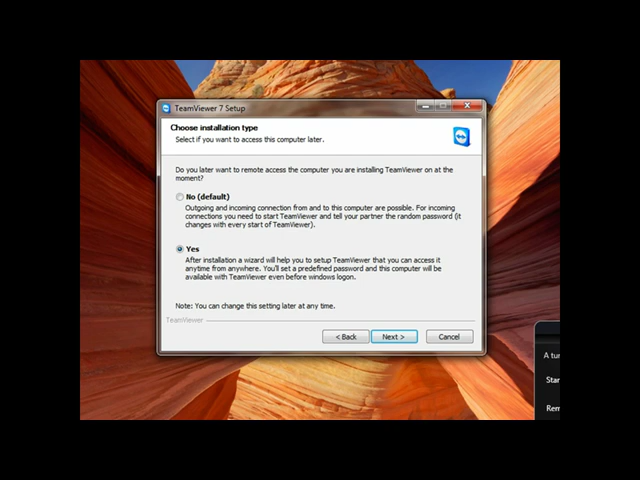 TeamViewer 7 Setup
Choose installation type
Select if you want to access this computer later.
Do you later want to remote access the computer you are installing TeamViewer on at the
moment?
No (default)
Outgoing and incoming connection from and to this computer are possible. For incoming
connections you need to start TeamViewer and tell your partner the random password (it
changes with every start of TeamViewer).
Yes
After installation a wizard will help you to setup TeamViewer that you can access it
anytime from anywhere. You'll set a predefined password and this computer will be
available with TeamViewer even before windows logon.
Note: You can change this setting later at any time.
TeamViewer
< Back
Next >
Cancel
A tu
Star
Rem